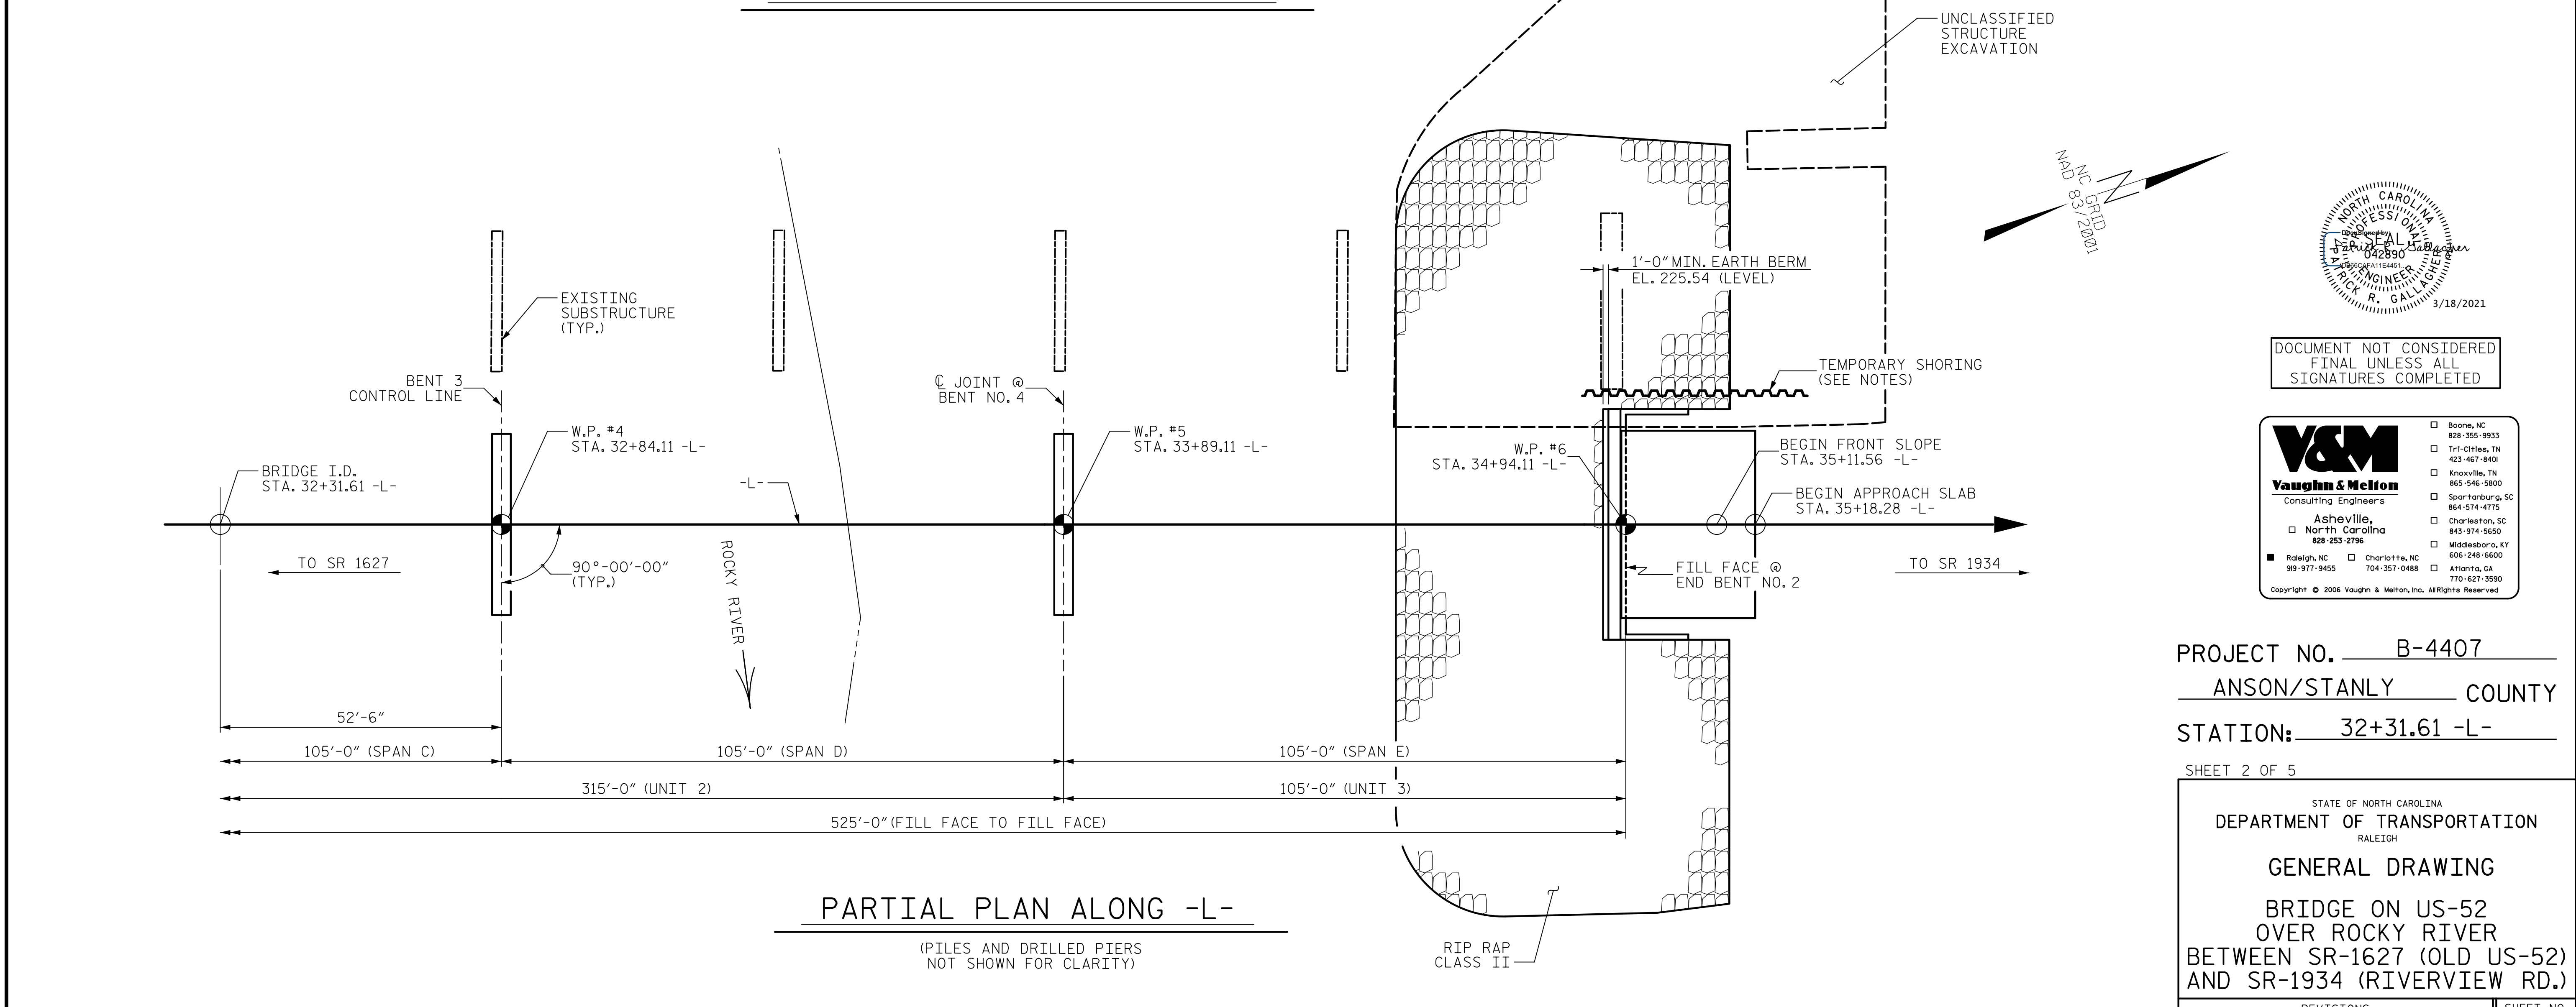 UNCLASSIFIED
STRUCTURE
EXCAVATION
NC GRID
NAD 83/2001
1'-0" MIN. EARTH BERM
EL. 225.54 (LEVEL)
EXISTING
SUBSTRUCTURE
(TYP.)
TEMPORARY SHORING
(SEE NOTES)
BENT 3
CONTROL LINE
℄ JOINT @
BENT NO. 4
W.P. #4
STA. 32+84.11 -L-
W.P. #5
STA. 33+89.11 -L-
W.P. #6
STA. 34+94.11 -L-
BEGIN FRONT SLOPE
STA. 35+11.56 -L-
BRIDGE I.D.
STA. 32+31.61 -L-
-L-
BEGIN APPROACH SLAB
STA. 35+18.28 -L-
TO SR 1627
90°-00'-00"
(TYP.)
ROCKY RIVER
FILL FACE @
END BENT NO. 2
TO SR 1934
52'-6"
105'-0" (SPAN C)
105'-0" (SPAN D)
105'-0" (SPAN E)
315'-0" (UNIT 2)
105'-0" (UNIT 3)
525'-0" (FILL FACE TO FILL FACE)
PARTIAL PLAN ALONG -L-
(PILES AND DRILLED PIERS
NOT SHOWN FOR CLARITY)
RIP RAP
CLASS II
NORTH CAROLINA
PROFESSIONAL
SEAL
042890
ENGINEER
PATRICK R. GALLAGHER
3/18/2021
DOCUMENT NOT CONSIDERED
FINAL UNLESS ALL
SIGNATURES COMPLETED
V&M
Vaughn & Melton
Consulting Engineers
Asheville,
North Carolina
828-253-2796
Raleigh, NC
919-977-9455
Charlotte, NC
704-357-0488
Boone, NC
828-355-9933
Tri-Cities, TN
423-467-8401
Knoxville, TN
865-546-5800
Spartanburg, SC
864-574-4775
Charleston, SC
843-974-5650
Middlesboro, KY
606-248-6600
Atlanta, GA
770-627-3590
Copyright © 2006 Vaughn & Melton, Inc. All Rights Reserved
PROJECT NO. B-4407
ANSON/STANLY COUNTY
STATION: 32+31.61 -L-
SHEET 2 OF 5
STATE OF NORTH CAROLINA
DEPARTMENT OF TRANSPORTATION
RALEIGH
GENERAL DRAWING
BRIDGE ON US-52
OVER ROCKY RIVER
BETWEEN SR-1627 (OLD US-52)
AND SR-1934 (RIVERVIEW RD.)
REVISIONS
SHEET NO.